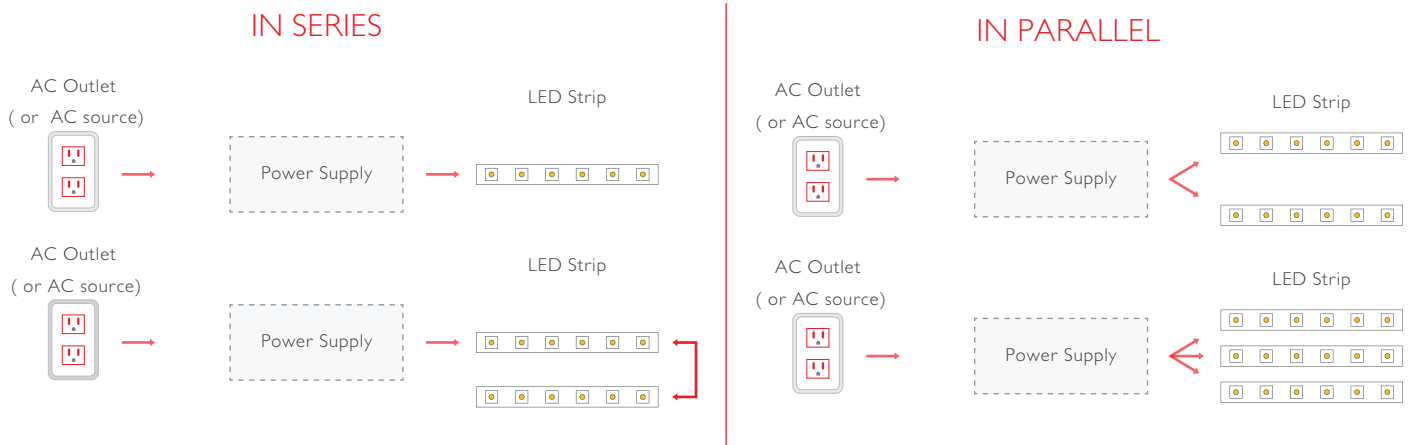 IN SERIES
AC Outlet
( or  AC source)
Power Supply
LED Strip
AC Outlet
( or AC source)
Power Supply
LED Strip
IN PARALLEL
AC Outlet
( or AC source)
Power Supply
LED Strip
AC Outlet
( or AC source)
Power Supply
LED Strip